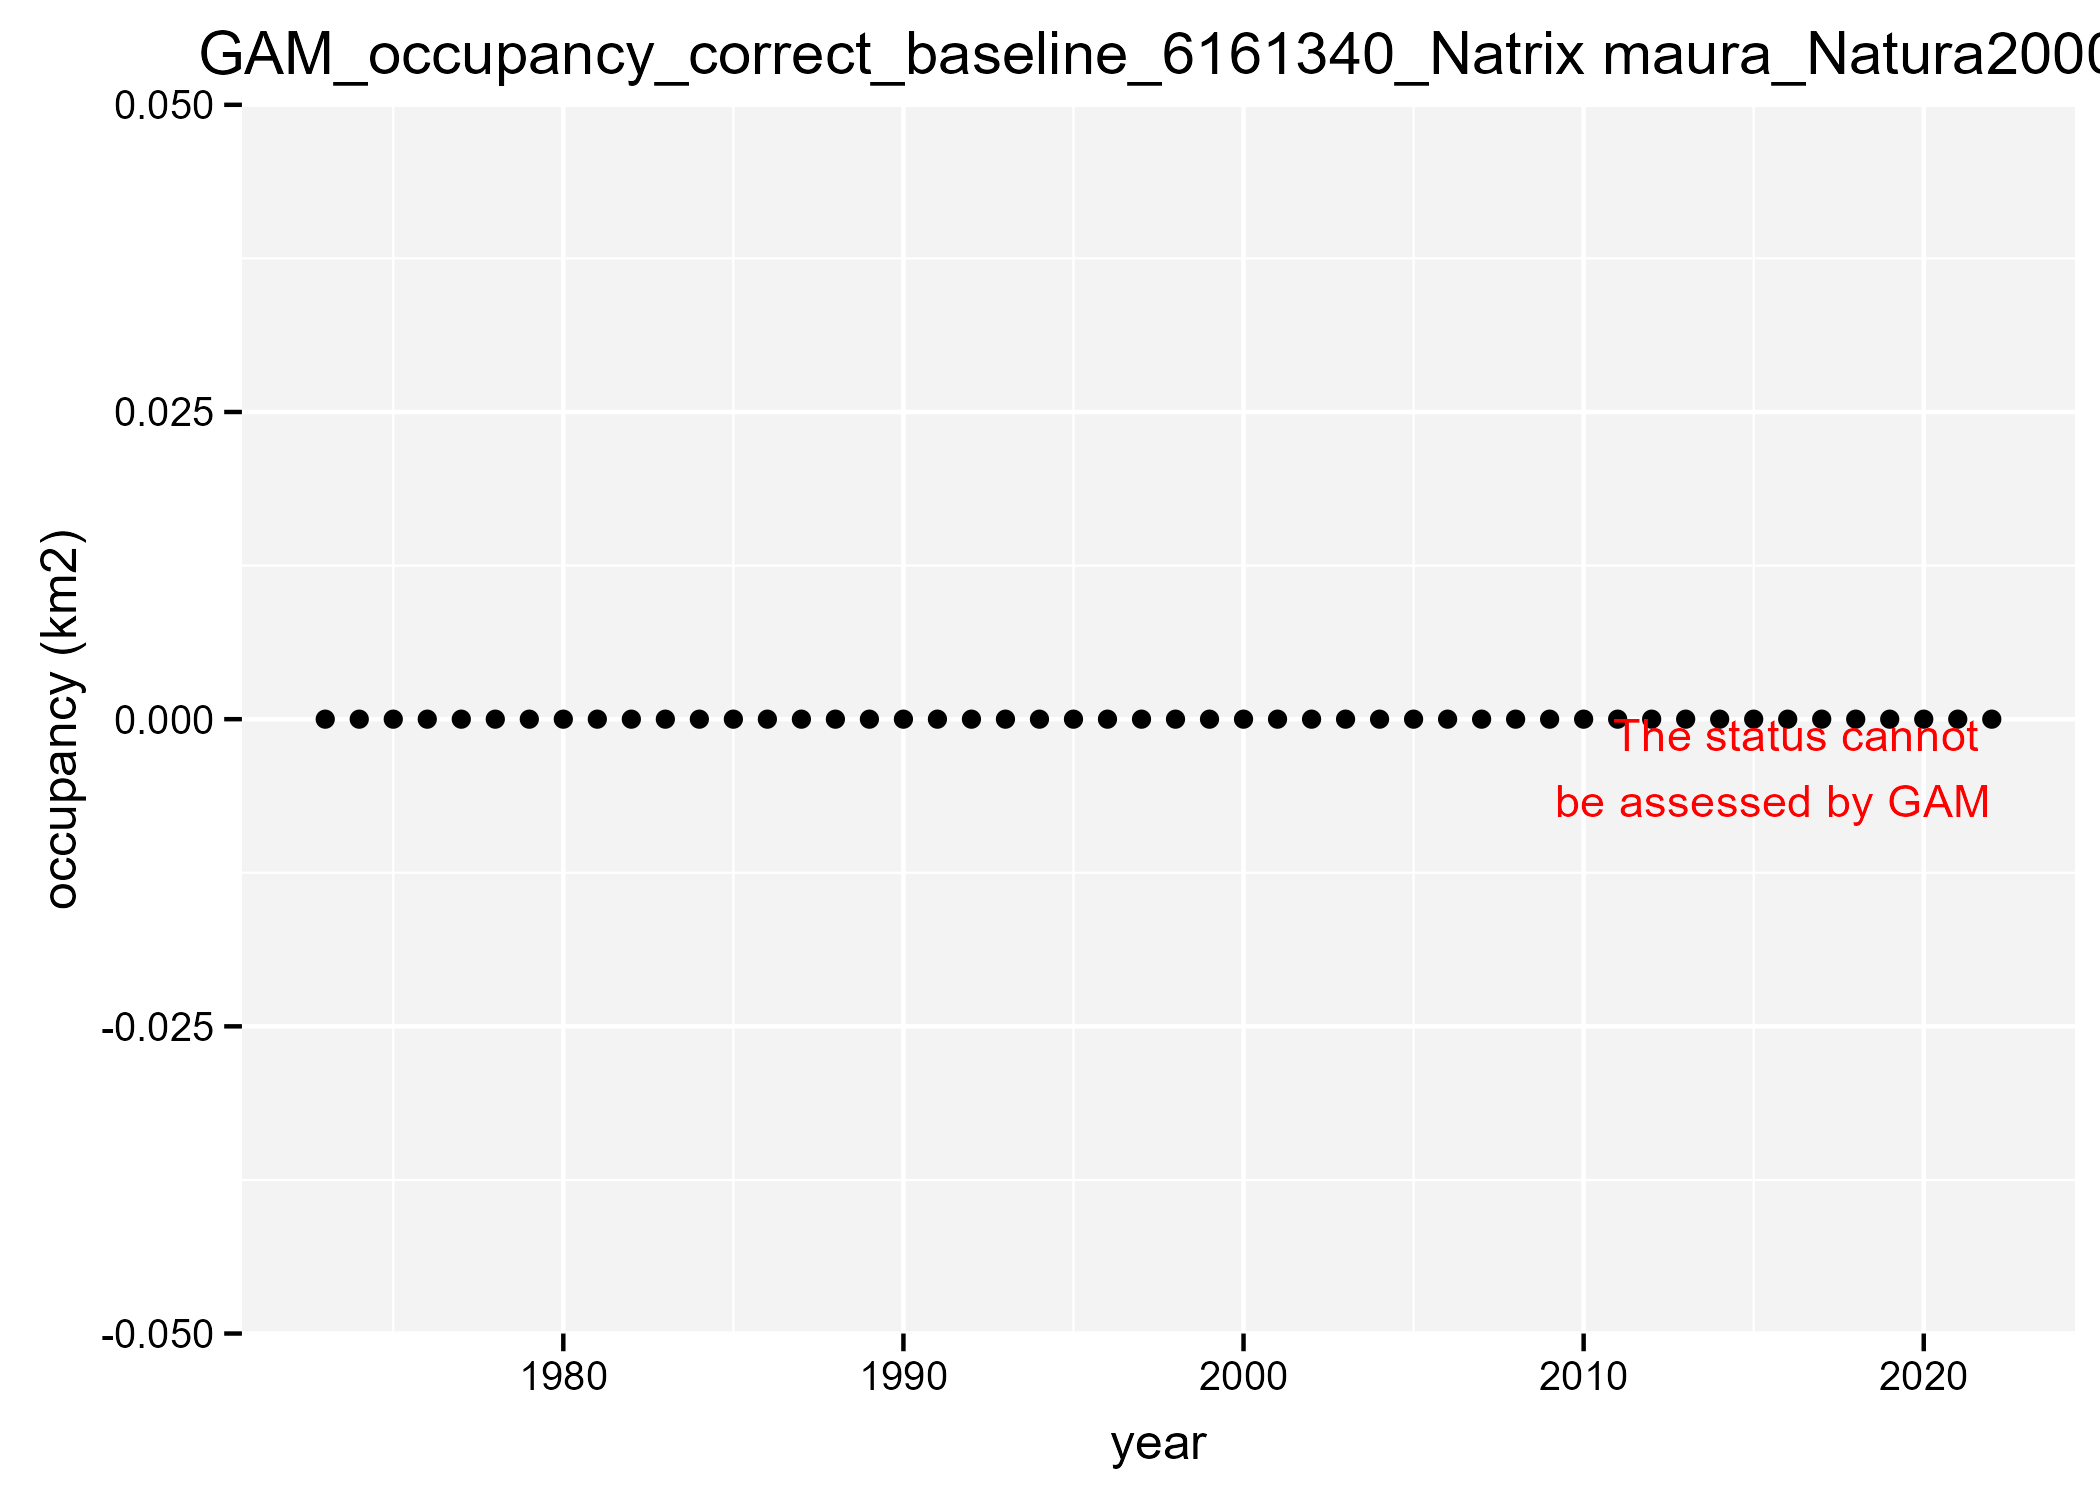 GAM_occupancy_correct_baseline_6161340_Natrix maura_Natura2000
0.050
0.025
0.000
-0.025
-0.050
occupancy (km2)
The status cannot
be assessed by GAM
1980 1990 2000 2010 2020
year